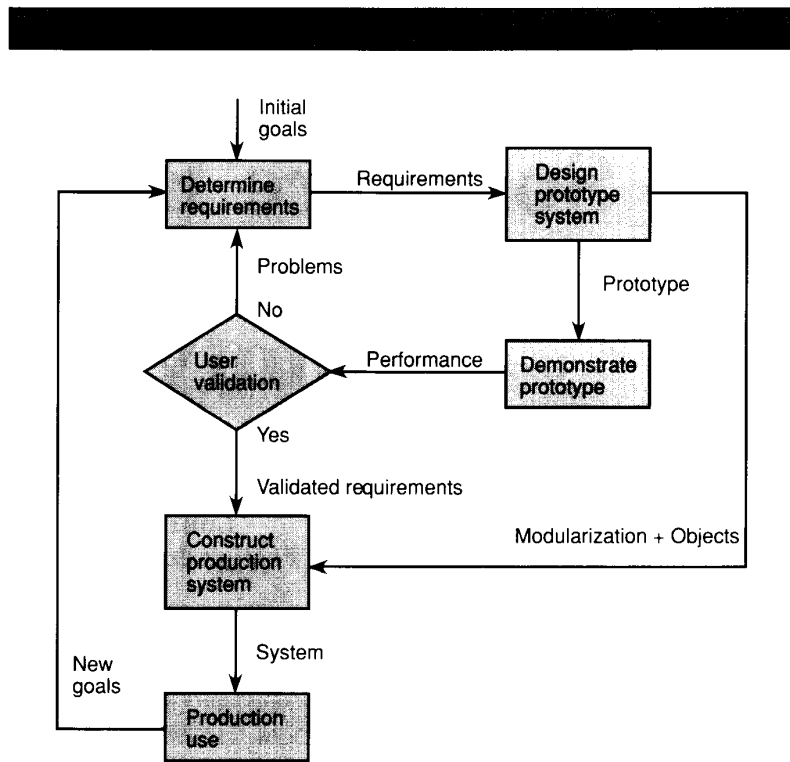 Initial
goals
Determine
requirements
Requirements
Design
prototype
system
Problems
No
Prototype
User
validation
Performance
Demonstrate
prototype
Yes
Validated requirements
Construct
production
system
Modularization + Objects
System
New
goals
Production
use